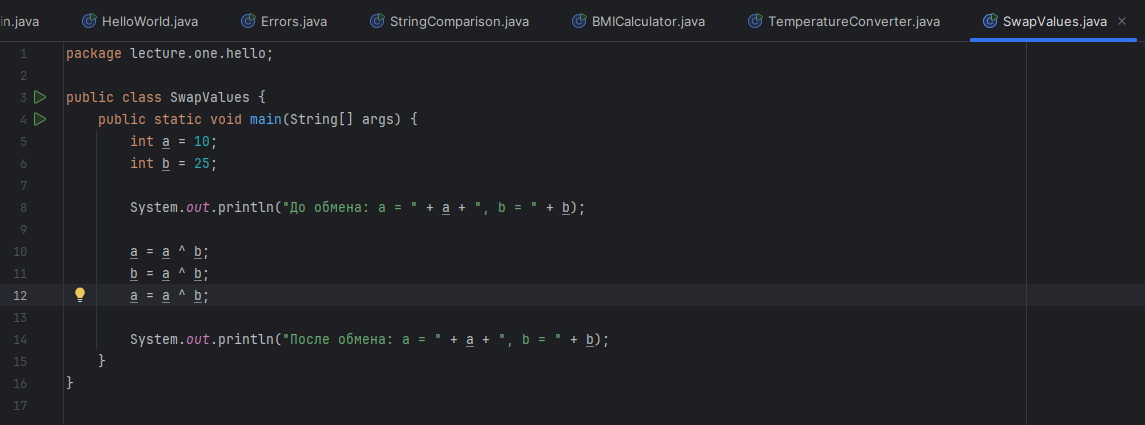 in.java HelloWorld.java Errors.java StringComparison.java BMICalculator.java TemperatureConverter.java SwapValues.java
1 package lecture.one.hello;
2
3 public class SwapValues {
4 public static void main(String[] args) {
5 int a = 10;
6 int b = 25;
7
8 System.out.println("До обмена: a = " + a + ", b = " + b);
9
10 a = a ^ b;
11 b = a ^ b;
12 a = a ^ b;
13
14 System.out.println("После обмена: a = " + a + ", b = " + b);
15 }
16 }
17